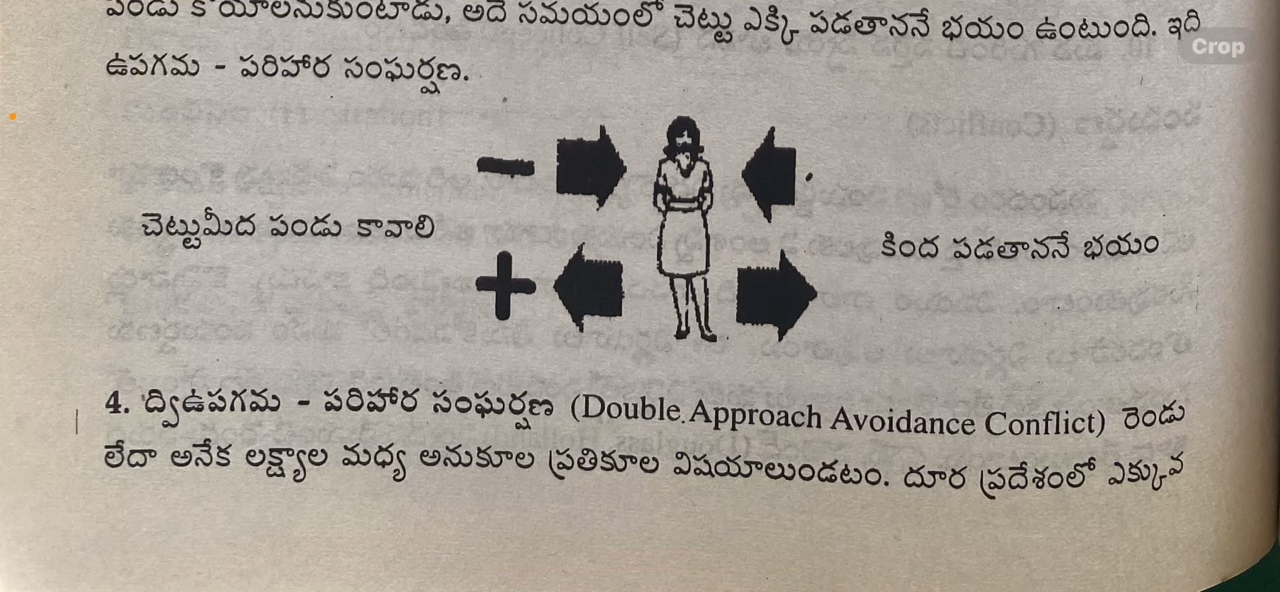 పండు కోయాలనుకుంటాడు, అదే సమయంలో చెట్టు ఎక్కి పడతాననే భయం ఉంటుంది. ఇది
Crop
ఉపగమ - పరిహార సంఘర్షణ.
చెట్టుమీద పండు కావాలి
కింద పడతాననే భయం
4. ద్విఉపగమ - పరిహార సంఘర్షణ (Double Approach Avoidance Conflict) రెండు
లేదా అనేక లక్ష్యాల మధ్య అనుకూల ప్రతికూల విషయాలుండటం. దూర ప్రదేశంలో ఎక్కువ